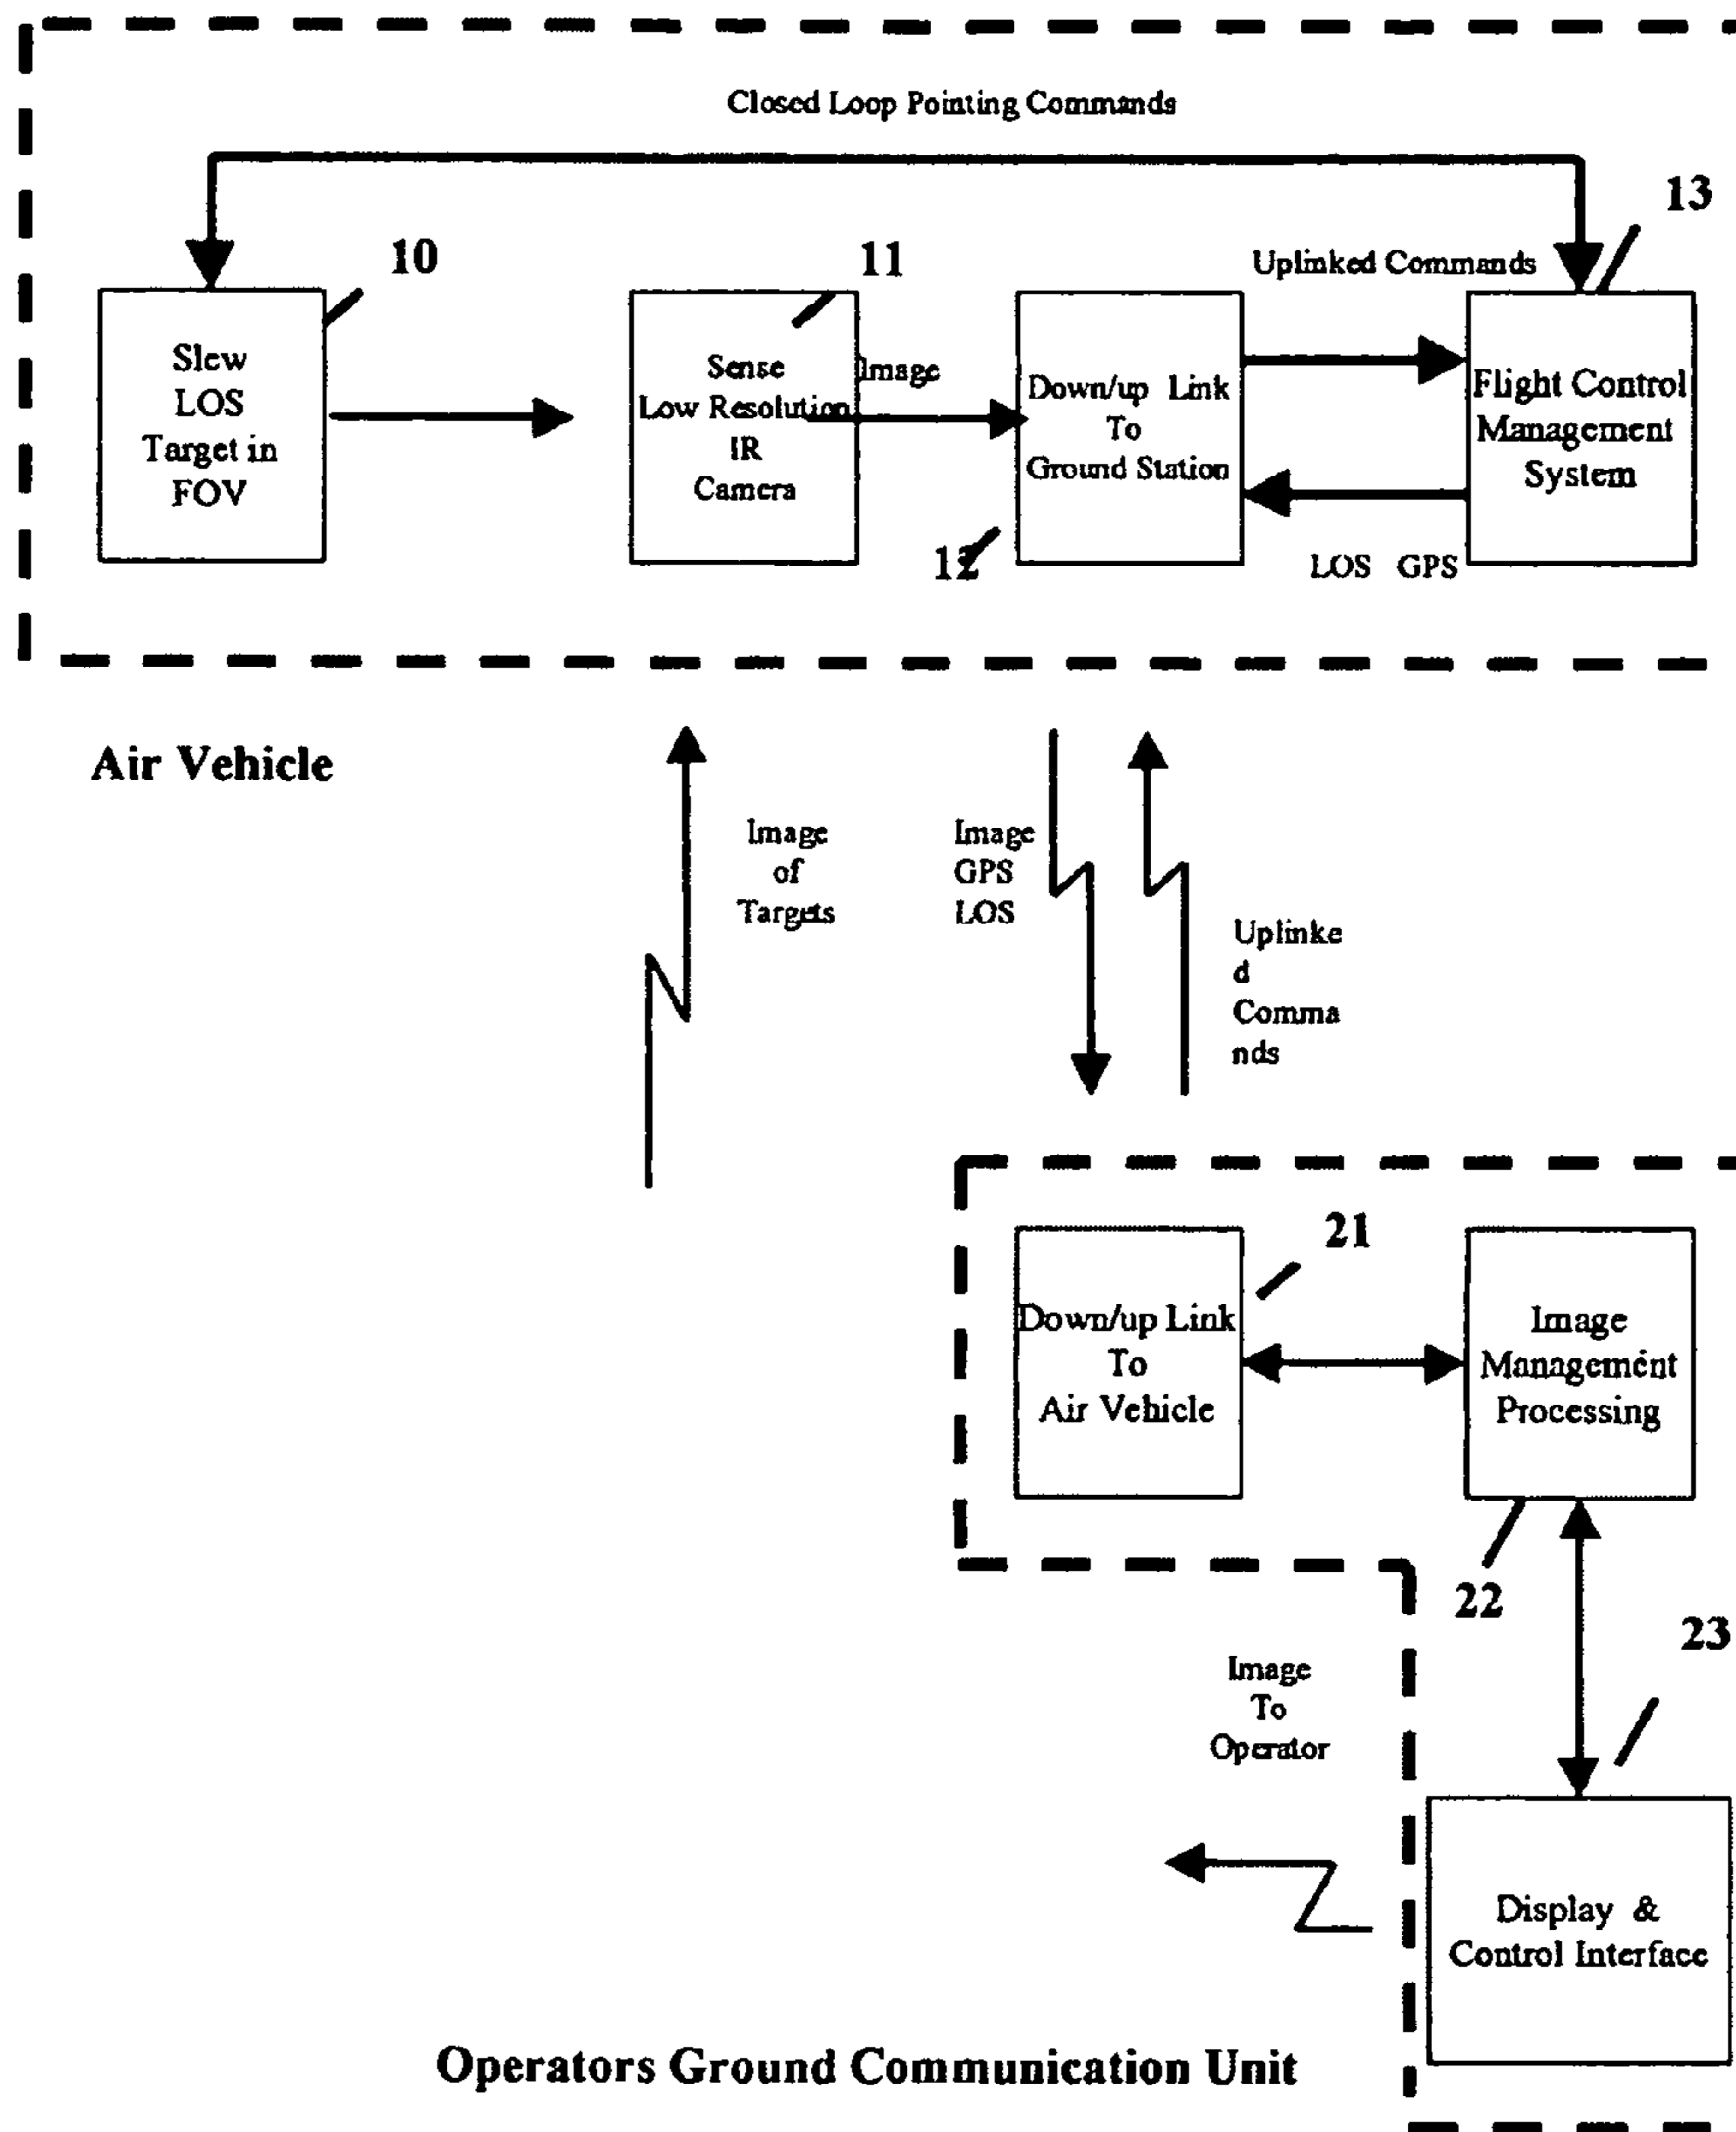 Closed Loop Pointing Commands
13
10
11
Uplinked Commands
Slew
LOS
Target in
FOV
Sense
Low Resolution
IR
Camera
Image
Down/up Link
To
Ground Station
Flight Control
Management
System
12
LOS GPS
Air Vehicle
Image
of
Targets
Image
GPS
LOS
Uplinke
d
Comma
nds
21
Down/up Link
To
Air Vehicle
Image
Management
Processing
22
23
Image
To
Operator
Display &
Control Interface
Operators Ground Communication Unit